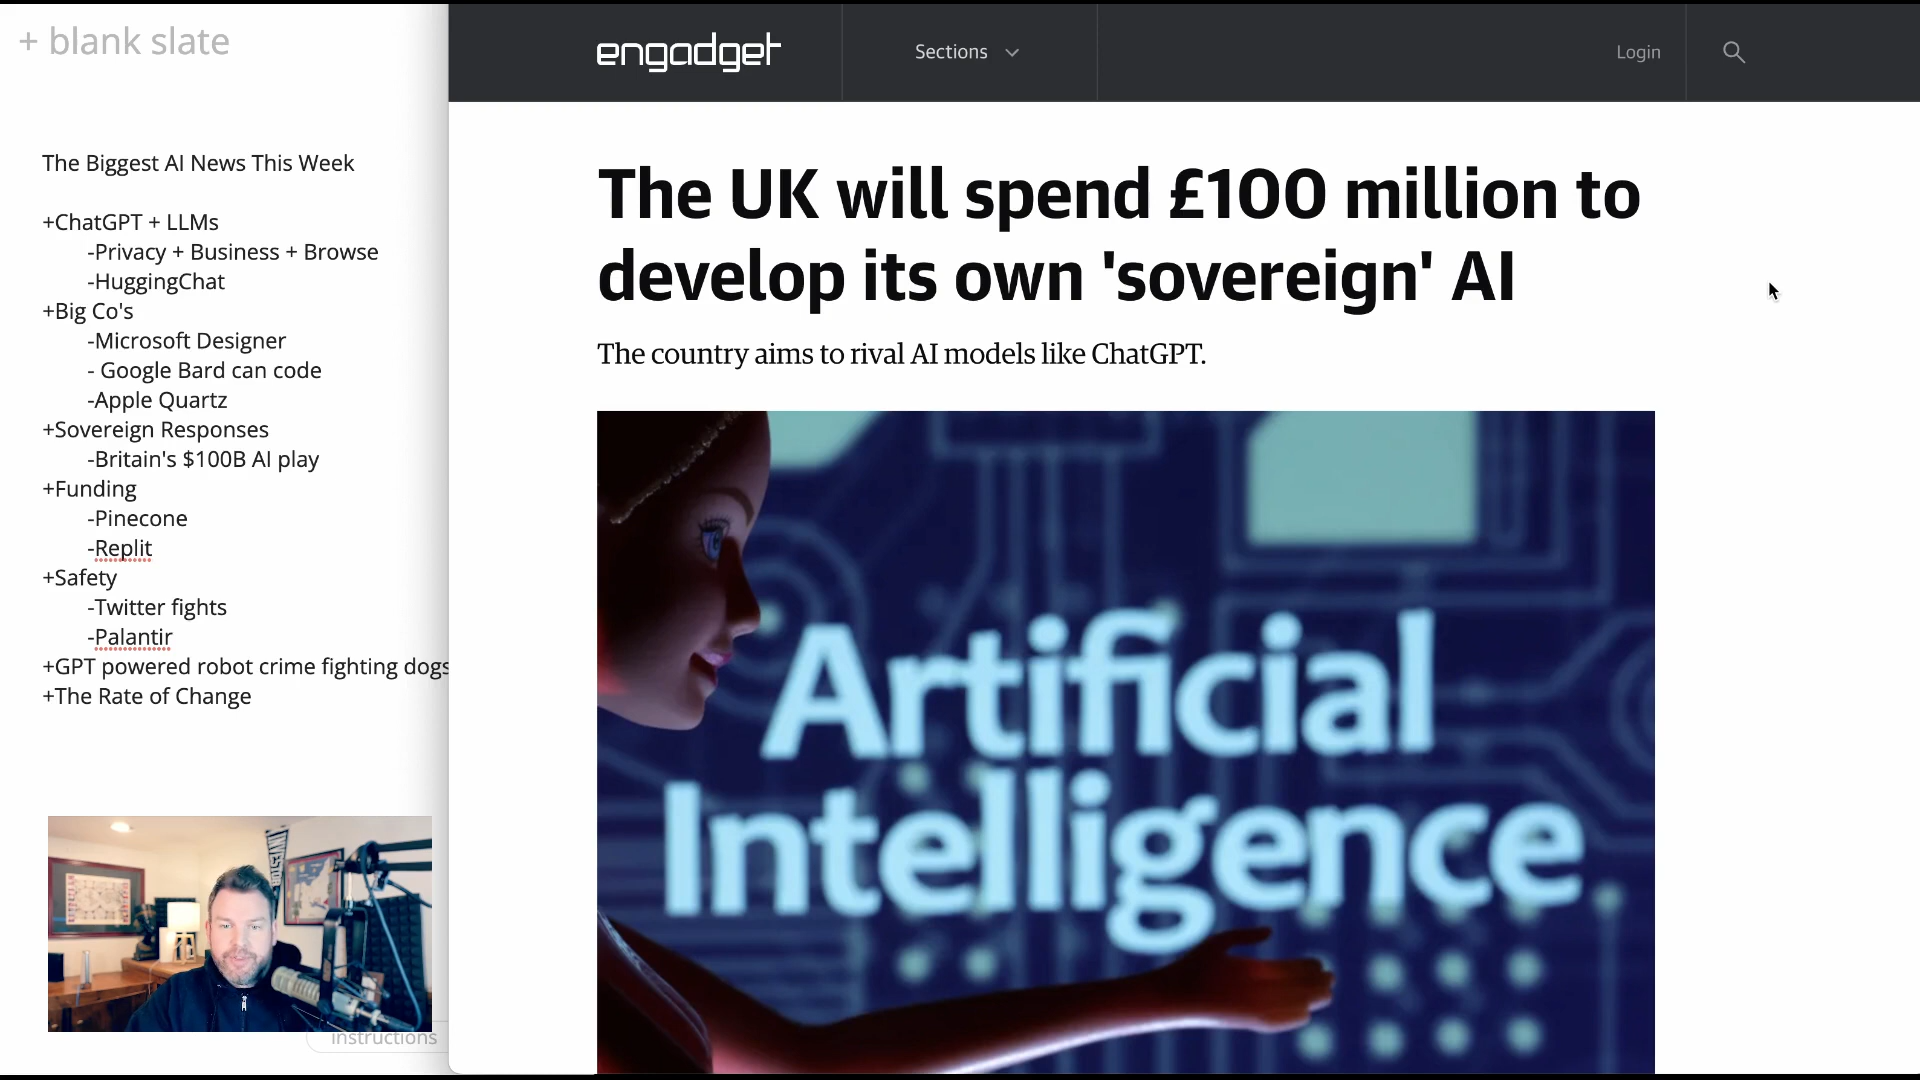 + blank slate
The Biggest AI News This Week
+ChatGPT + LLMs
-Privacy + Business + Browse
-HuggingChat
+Big Co's
-Microsoft Designer
- Google Bard can code
-Apple Quartz
+Sovereign Responses
-Britain's $100B AI play
+Funding
-Pinecone
-Replit
+Safety
-Twitter fights
-Palantir
+GPT powered robot crime fighting dogs
+The Rate of Change
INVESTOR
instructions
engadget
Sections
Login
The UK will spend £100 million to
develop its own 'sovereign' AI
The country aims to rival AI models like ChatGPT.
Artificial
Intelligence